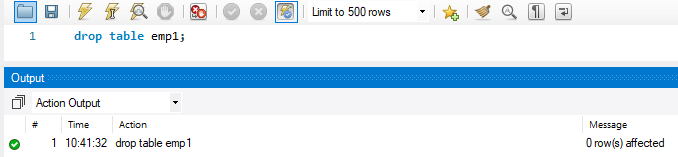 Limit to 500 rows
1 drop table emp1;
Output
Action Output
# Time Action Message
1 10:41:32 drop table emp1 0 row(s) affected